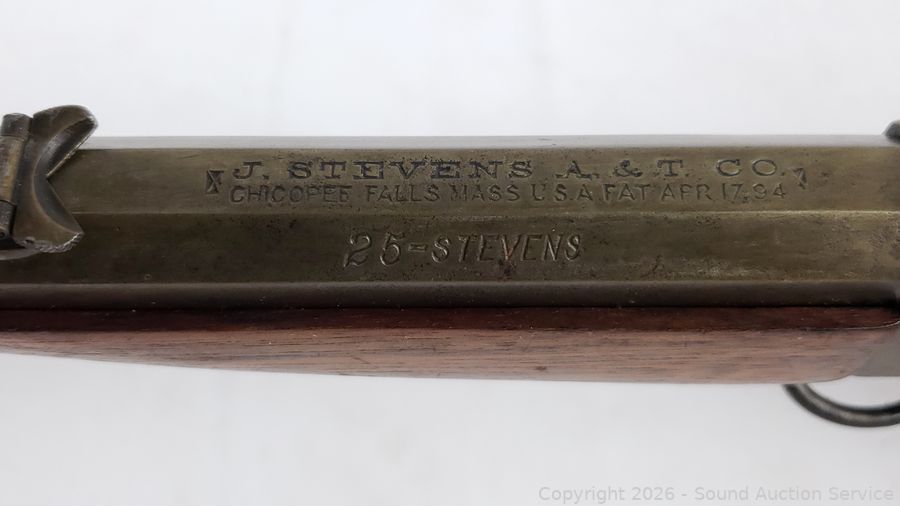 J. STEVENS A. & T. CO.
CHICOPEE FALLS MASS U.S.A. PAT APR. 17.94
25-STEVENS
Copyright © 2026 - Sound Auction Service